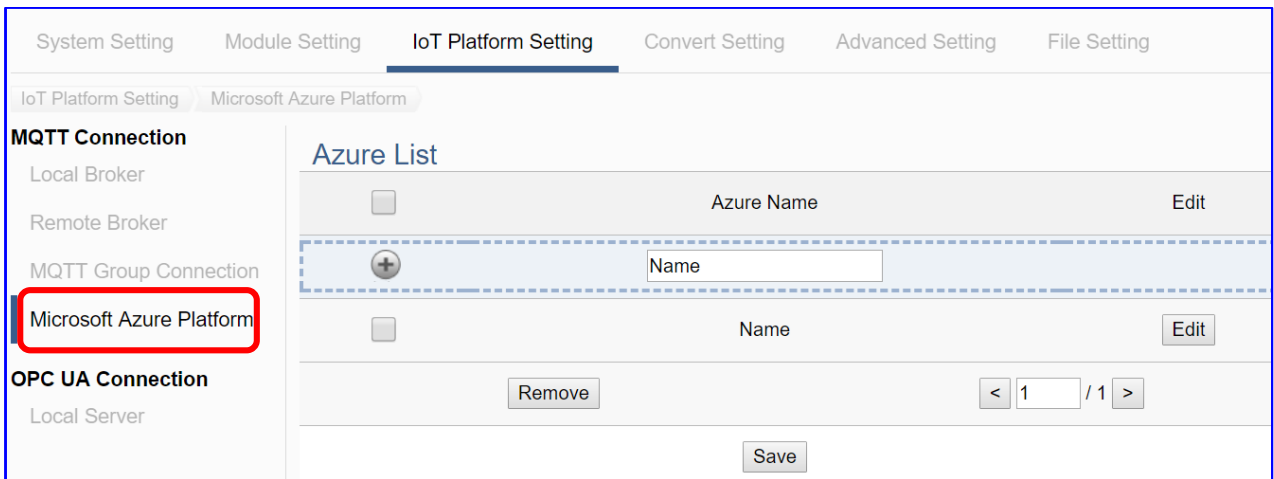 System Setting Module Setting IoT Platform Setting Convert Setting Advanced Setting File Setting
IoT Platform Setting Microsoft Azure Platform
MQTT Connection
Local Broker
Remote Broker
MQTT Group Connection
Microsoft Azure Platform
OPC UA Connection
Local Server
Azure List
Azure Name Edit
Name
Name Edit
Remove < 1 / 1 >
Save